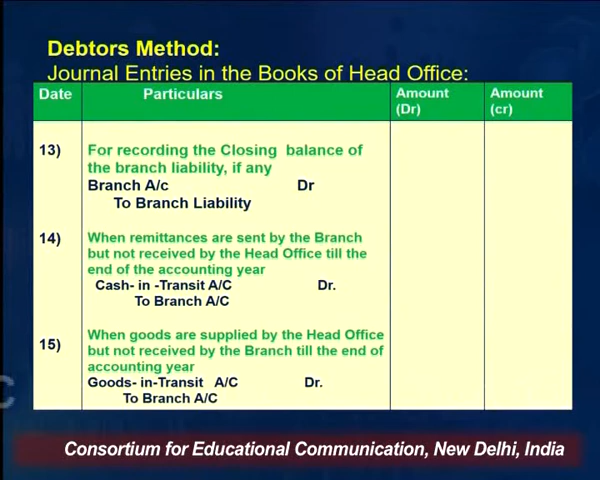 Debtors Method:
Journal Entries in the Books of Head Office:
Date Particulars Amount (Dr) Amount (cr)
13) For recording the Closing balance of
the branch liability, if any
Branch A/c Dr
To Branch Liability
14) When remittances are sent by the Branch
but not received by the Head Office till the
end of the accounting year
Cash- in -Transit A/C Dr.
To Branch A/C
15) When goods are supplied by the Head Office
but not received by the Branch till the end of
accounting year
Goods- in-Transit A/C Dr.
To Branch A/C
C
Consortium for Educational Communication, New Delhi, India